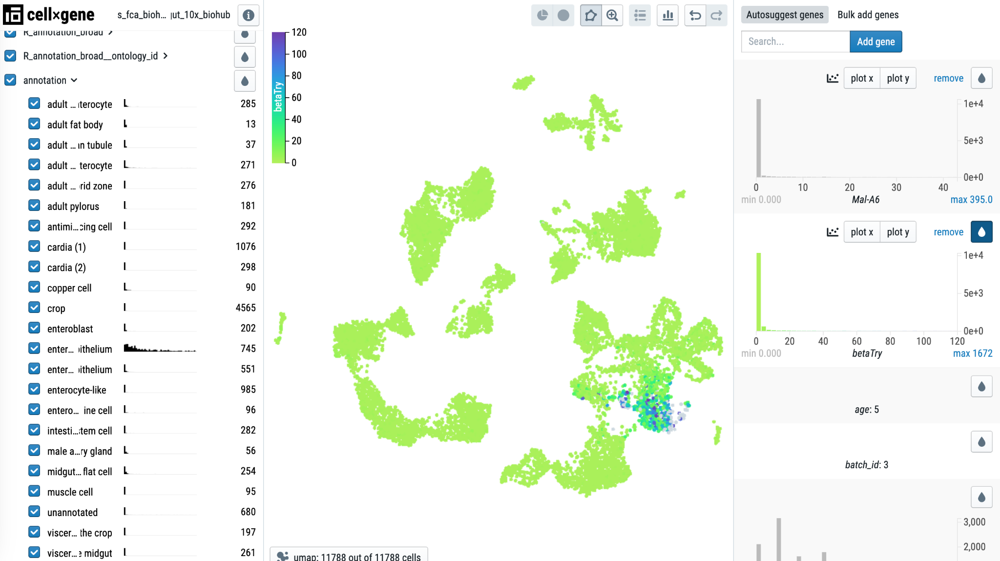 cell×gene
s_fca_bioh... ut_10x_biohub
R_annotation_broad
R_annotation_broad__ontology_id
annotation
adult ... terocyte 285
adult fat body 13
adult ... n tubule 37
adult ... terocyte 271
adult ... rid zone 276
adult pylorus 181
antimi... cing cell 292
cardia (1) 1076
cardia (2) 298
copper cell 90
crop 4565
enteroblast 202
enter... ithelium 745
enter... ithelium 551
enterocyte-like 985
entero... ine cell 96
intesti... tem cell 282
male a...ry gland 56
midgut... flat cell 254
muscle cell 95
unannotated 680
viscer... the crop 197
viscer...e midgut 261
betaTry
120
100
80
60
40
20
0
umap: 11788 out of 11788 cells
Autosuggest genes Bulk add genes
Search... Add gene
plot x plot y remove
1e+4
5e+3
0e+0
0 10 20 30 40
min 0.000 Mal-A6 max 395.0
plot x plot y remove
1e+4
5e+3
0e+0
0 20 40 60 80 100 120
min 0.000 betaTry max 1672
age: 5
batch_id: 3
3,000
2,000